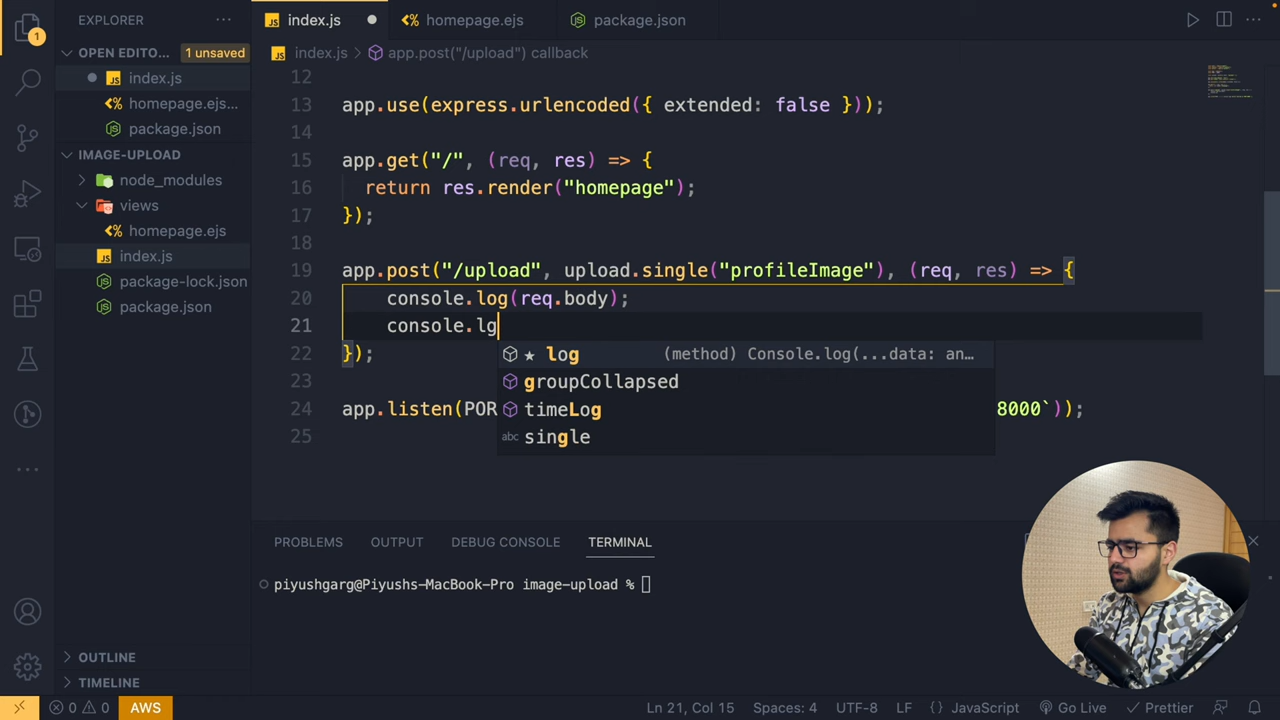 EXPLORER
index.js
homepage.ejs
package.json
OPEN EDITO... 1 unsaved
index.js > app.post("/upload") callback
index.js
homepage.ejs...
package.json
IMAGE-UPLOAD
node_modules
views
homepage.ejs
index.js
package-lock.json
package.json
1
12
13 app.use(express.urlencoded({ extended: false }));
14
15 app.get("/", (req, res) => {
16 return res.render("homepage");
17 });
18
19 app.post("/upload", upload.single("profileImage"), (req, res) => {
20 console.log(req.body);
21 console.lg
22 });
23
24 app.listen(POR 8000`));
25
★ log (method) Console.log(...data: an...
groupCollapsed
timeLog
abc single
PROBLEMS OUTPUT DEBUG CONSOLE TERMINAL
piyushgarg@Piyushs-MacBook-Pro image-upload %
OUTLINE
TIMELINE
0 0 AWS Ln 21, Col 15 Spaces: 4 UTF-8 LF {} JavaScript Go Live Prettier